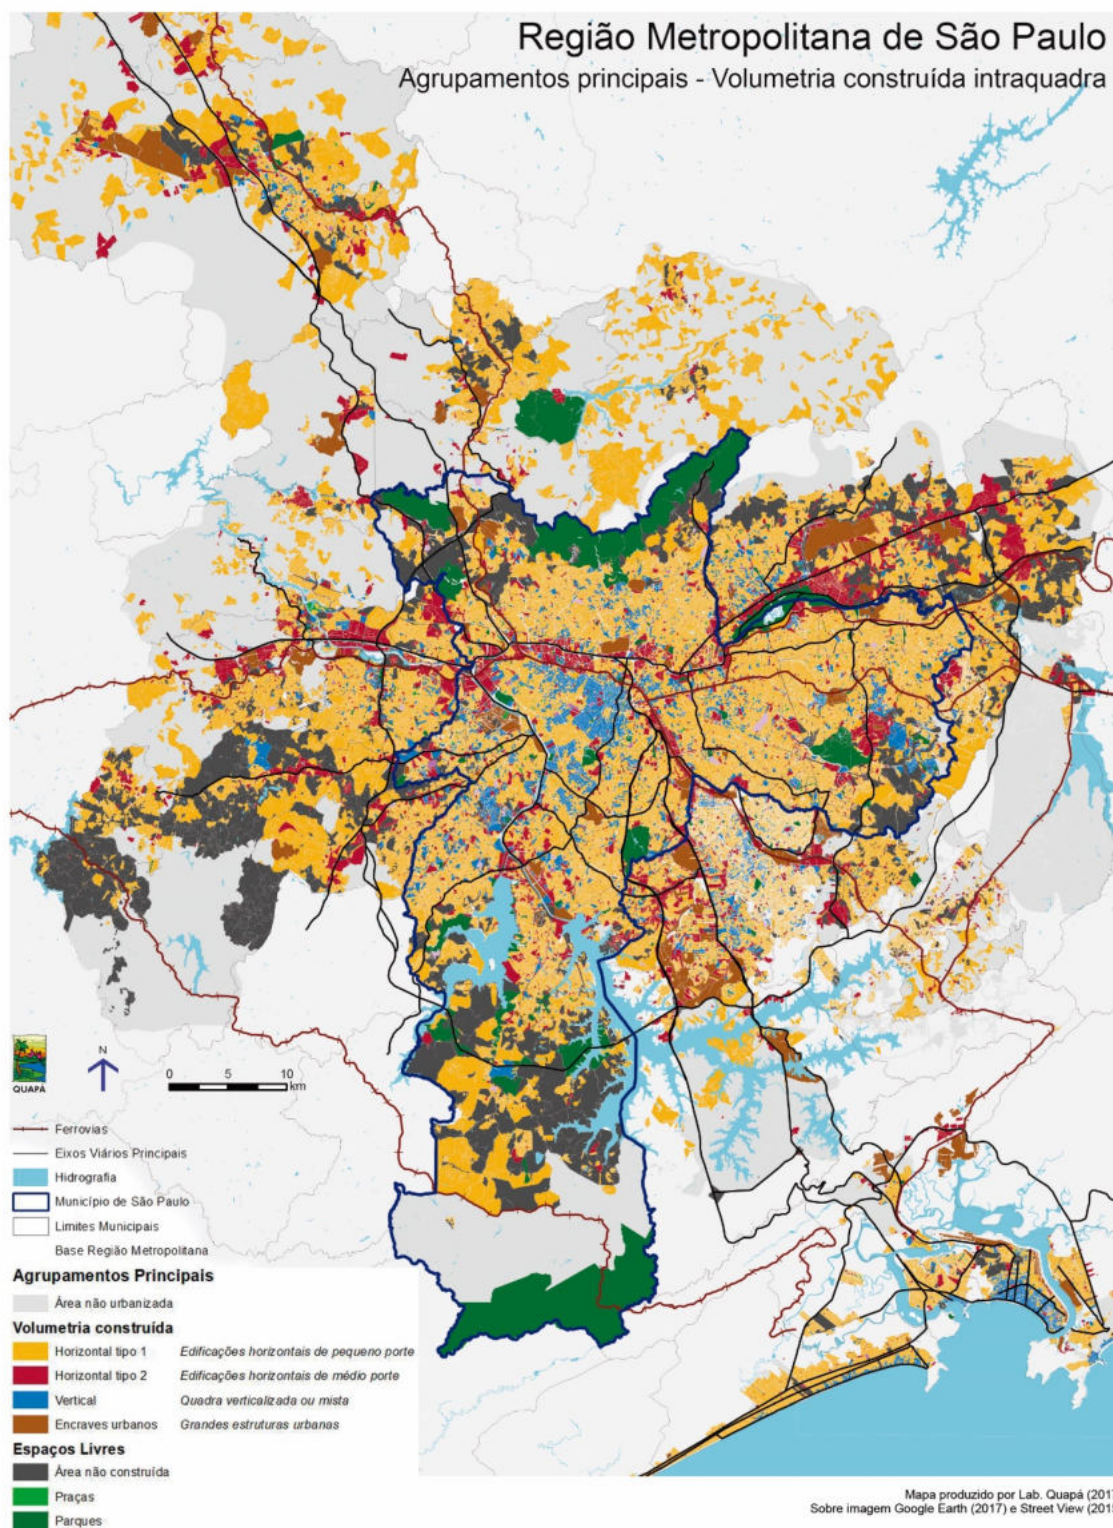 Região Metropolitana de São Paulo
Agrupamentos principais - Volumetria construída intraquadra
QUAPÁ
N
0 5 10
km
Ferrovias
Eixos Viários Principais
Hidrografia
Município de São Paulo
Limites Municipais
Base Região Metropolitana
Agrupamentos Principais
Área não urbanizada
Volumetria construída
Horizontal tipo 1 Edificações horizontais de pequeno porte
Horizontal tipo 2 Edificações horizontais de médio porte
Vertical Quadra verticalizada ou mista
Encraves urbanos Grandes estruturas urbanas
Espaços Livres
Área não construída
Praças
Parques
Mapa produzido por Lab. Quapá (2017
Sobre imagem Google Earth (2017) e Street View (2015